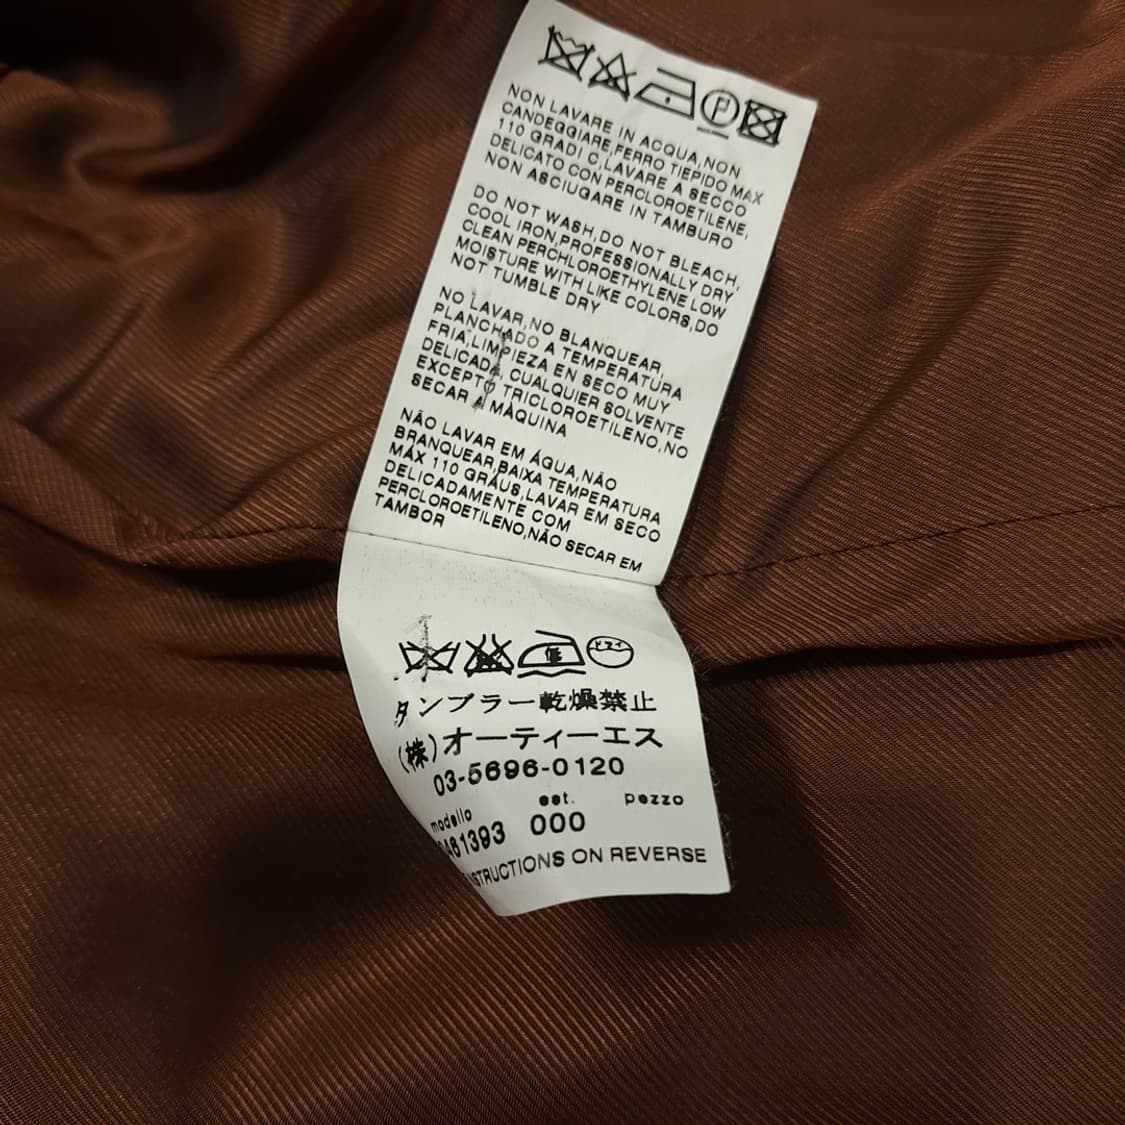 NON LAVARE IN ACQUA,NON
CANDEGGIARE,FERRO TIEPIDO MAX
110 GRADI C,LAVARE A SECCO
DELICATO CON PERCLOROETILENE,
NON ASCIUGARE IN TAMBURO
DO NOT WASH,DO NOT BLEACH,
COOL IRON,PROFESSIONALLY DRY
CLEAN PERCHLOROETHYLENE LOW
MOISTURE WITH LIKE COLORS,DO
NOT TUMBLE DRY
NO LAVAR,NO BLANQUEAR,
PLANCHADO A TEMPERATURA
FRIA,LIMPIEZA EN SECO MUY
DELICADA, CUALQUIER SOLVENTE
EXCEPTO TRICLOROETILENO,NO
SECAR A MÀQUINA
NÃO LAVAR EM ÁGUA,NÃO
BRANQUEAR,BAIXA TEMPERATURA
MÁX 110 GRÁUS,LAVAR EM SECO
DELICADAMENTE COM
PERCLOROETILENO,NÃO SECAR EM
TAMBOR
タンブラー乾燥禁止
(株)オーティーエス
03-5696-0120
modello est. pezzo
461393 000
INSTRUCTIONS ON REVERSE